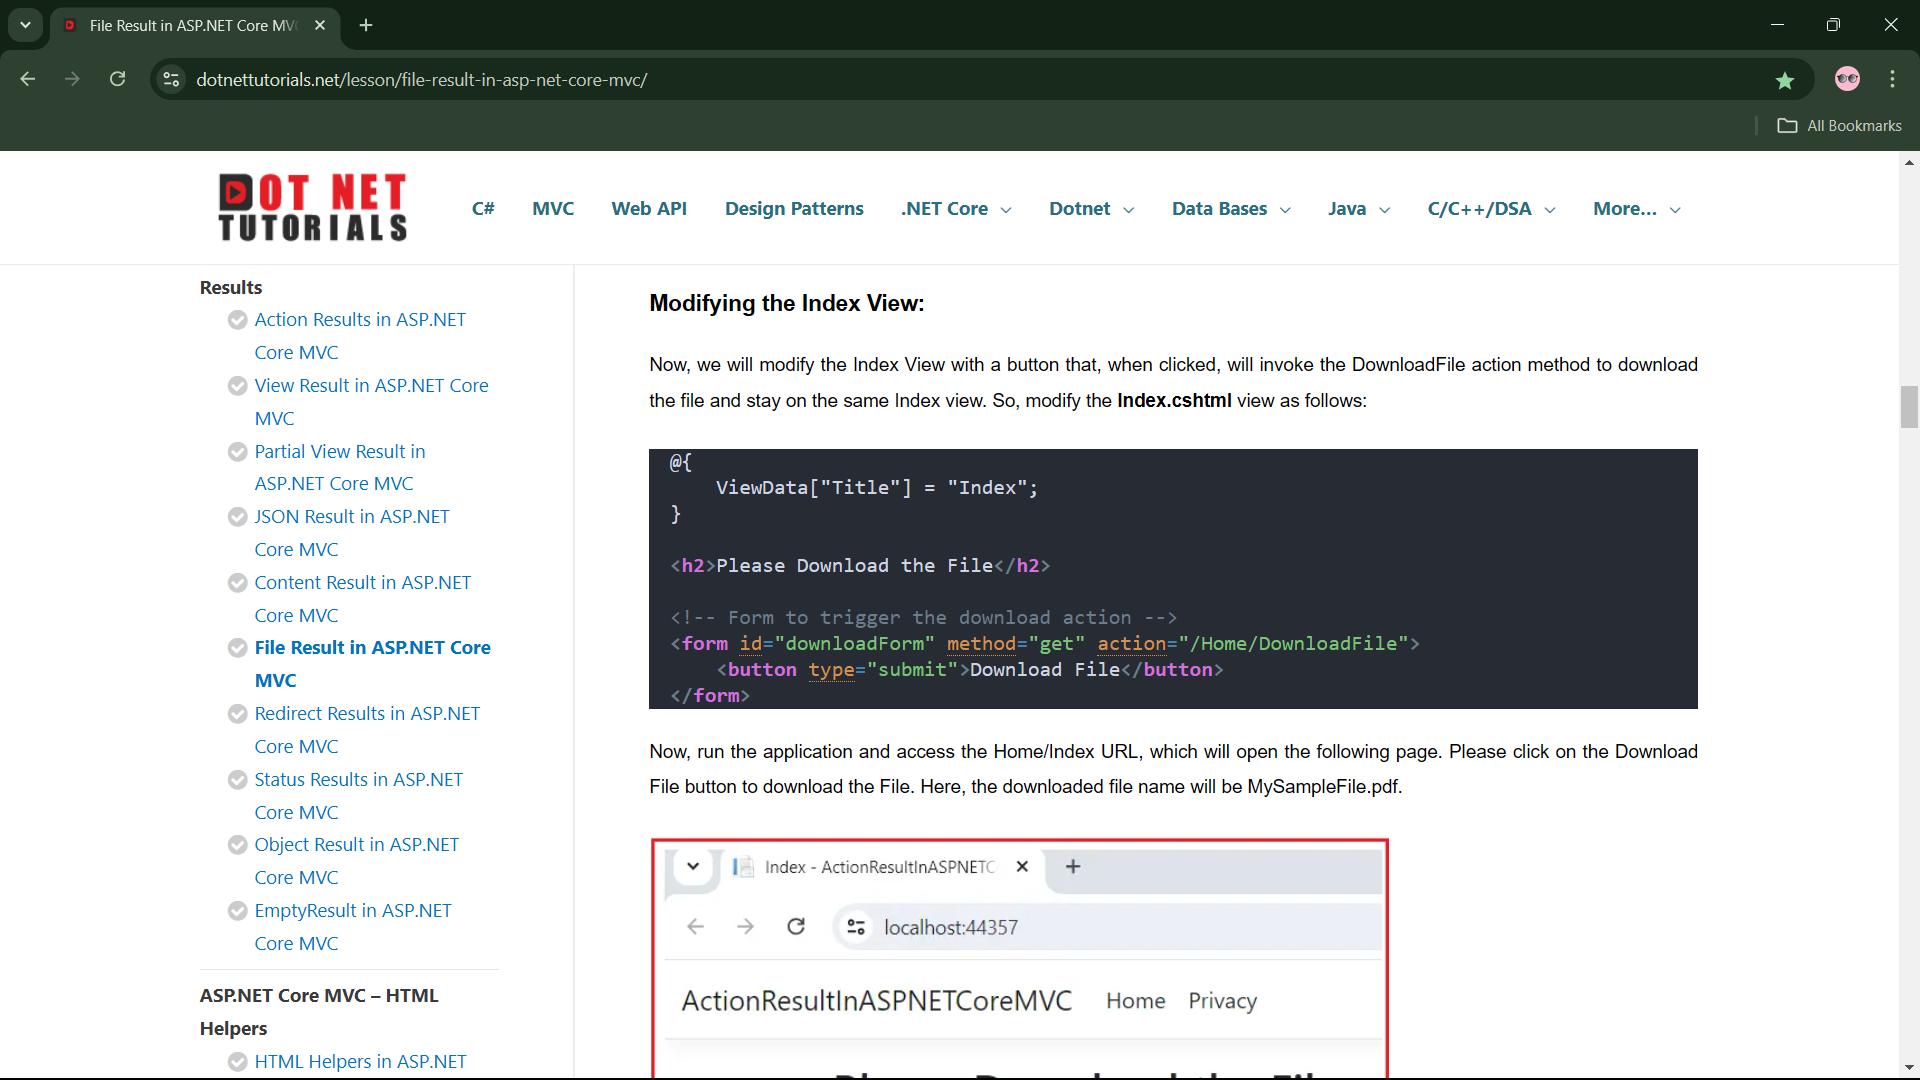 File Result in ASP.NET Core MV
dotnettutorials.net/lesson/file-result-in-asp-net-core-mvc/
All Bookmarks
DOT NET
TUTORIALS
C# MVC Web API Design Patterns .NET Core Dotnet Data Bases Java C/C++/DSA More...
Results
Action Results in ASP.NET
Core MVC
View Result in ASP.NET Core
MVC
Partial View Result in
ASP.NET Core MVC
JSON Result in ASP.NET
Core MVC
Content Result in ASP.NET
Core MVC
File Result in ASP.NET Core
MVC
Redirect Results in ASP.NET
Core MVC
Status Results in ASP.NET
Core MVC
Object Result in ASP.NET
Core MVC
EmptyResult in ASP.NET
Core MVC
ASP.NET Core MVC – HTML
Helpers
HTML Helpers in ASP.NET
Modifying the Index View:
Now, we will modify the Index View with a button that, when clicked, will invoke the DownloadFile action method to download
the file and stay on the same Index view. So, modify the Index.cshtml view as follows:
@{
ViewData["Title"] = "Index";
}
<h2>Please Download the File</h2>
<!-- Form to trigger the download action -->
<form id="downloadForm" method="get" action="/Home/DownloadFile">
<button type="submit">Download File</button>
</form>
Now, run the application and access the Home/Index URL, which will open the following page. Please click on the Download
File button to download the File. Here, the downloaded file name will be MySampleFile.pdf.
Index - ActionResultInASPNETC
localhost:44357
ActionResultInASPNETCoreMVC Home Privacy